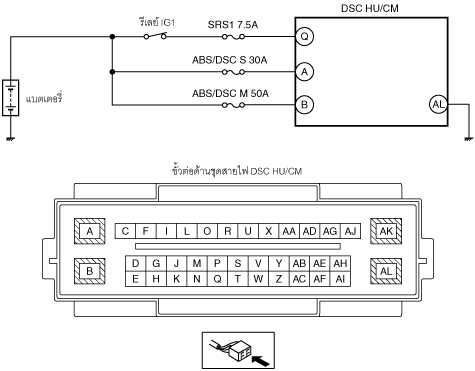 DSC HU/CM
รีเลย์ IG1
SRS1 7.5A
Q
ABS/DSC S 30A
A
ABS/DSC M 50A
B
AL
แบตเตอรี่
ขั้วต่อด้านชุดสายไฟ DSC HU/CM
A C F I L O R U X AA AD AG AJ AK
D G J M P S V Y AB AE AH
B E H K N Q T W Z AC AF AI AL